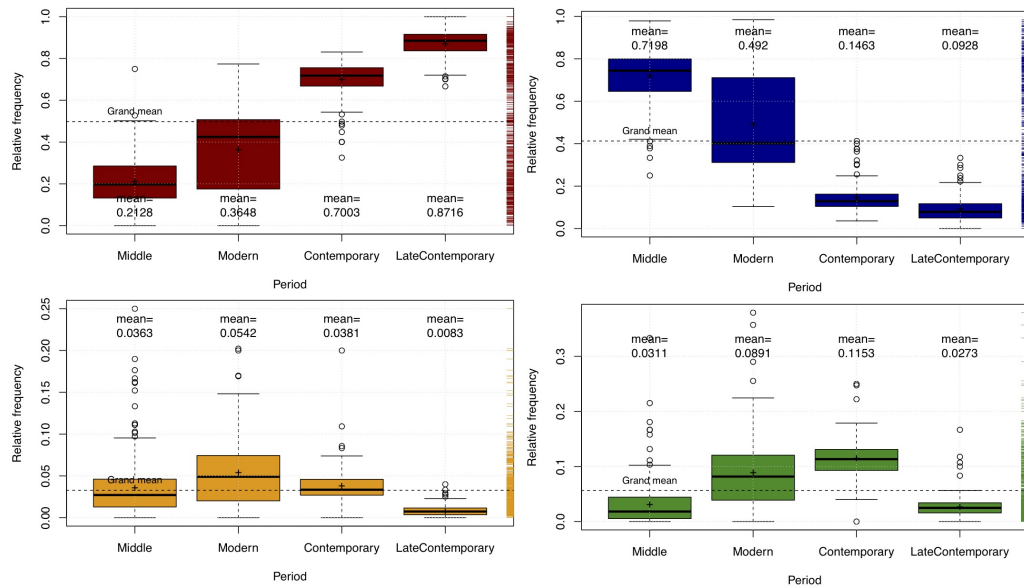 Relative frequency
1.0
0.8
0.6
0.4
0.2
0.0
Grand mean
mean=
0.2128
mean=
0.3648
mean=
0.7003
mean=
0.8716
Middle
Modern
Contemporary
LateContemporary
Period
Relative frequency
1.0
0.8
0.6
0.4
0.2
0.0
mean=
0.7198
mean=
0.492
mean=
0.1463
mean=
0.0928
Grand mean
Middle
Modern
Contemporary
LateContemporary
Period
Relative frequency
0.25
0.20
0.15
0.10
0.05
0.00
mean=
0.0363
mean=
0.0542
mean=
0.0381
mean=
0.0083
Grand mean
Middle
Modern
Contemporary
LateContemporary
Period
Relative frequency
0.3
0.2
0.1
0.0
mean=
0.0311
mean=
0.0891
mean=
0.1153
mean=
0.0273
Grand mean
Middle
Modern
Contemporary
LateContemporary
Period